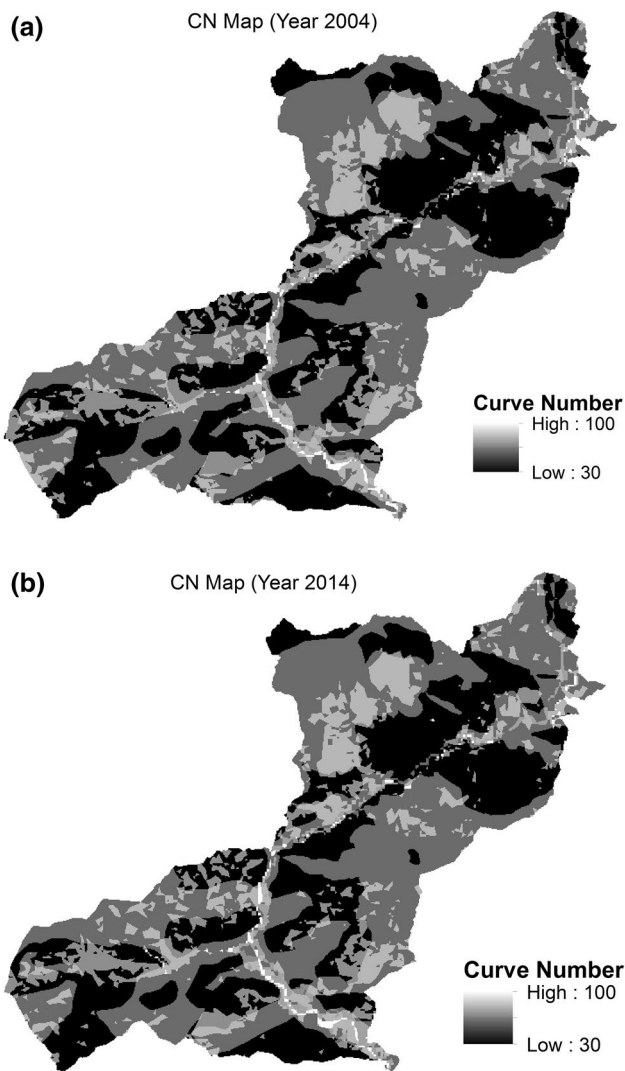 (a)
CN Map (Year 2004)
Curve Number
High : 100
Low : 30
(b)
CN Map (Year 2014)
Curve Number
High : 100
Low : 30